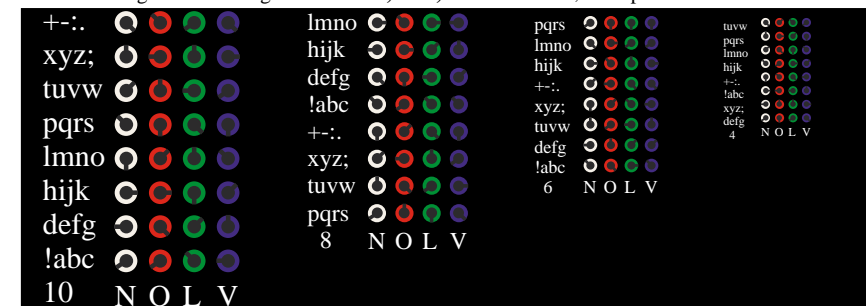 +-:.
xyz;
tuvw
pqrs
lmno
hijk
defg
!abc
10 N O L V
lmno
hijk
defg
!abc
+-:.
xyz;
tuvw
pqrs
8 N O L V
pqrs
lmno
hijk
+-:.
xyz;
tuvw
defg
!abc
6 N O L V
tuvw
pqrs
lmno
hijk
+-:.
!abc
xyz;
defg
4 N O L V